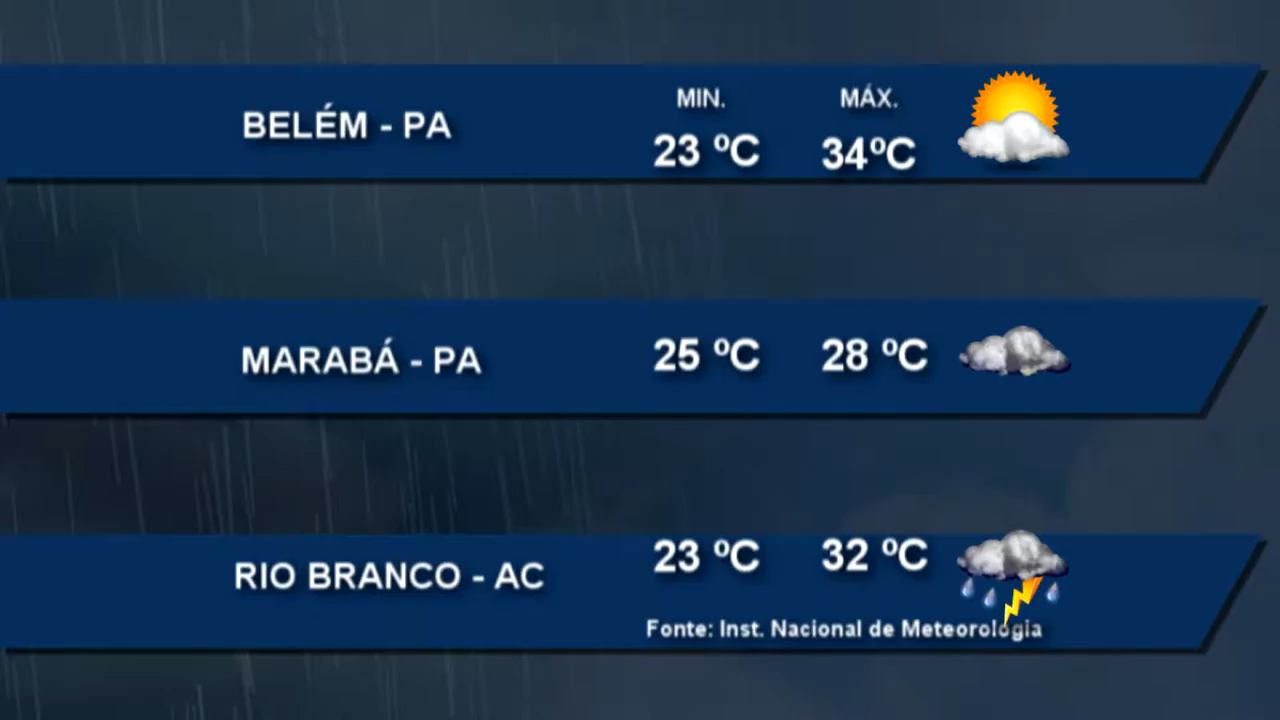 MIN. MÁX.
BELÉM - PA 23 ºC 34ºC
MARABÁ - PA 25 ºC 28 ºC
RIO BRANCO - AC 23 ºC 32 ºC
Fonte: Inst. Nacional de Meteorologia